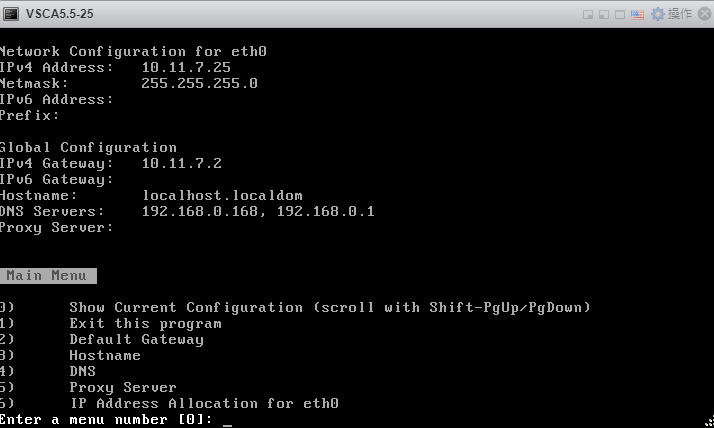 VSCA5.5-25
操作
Network Configuration for eth0
IPv4 Address: 10.11.7.25
Netmask: 255.255.255.0
IPv6 Address:
Prefix:
Global Configuration
IPv4 Gateway: 10.11.7.2
IPv6 Gateway:
Hostname: localhost.localdom
DNS Servers: 192.168.0.168, 192.168.0.1
Proxy Server:
Main Menu
0) Show Current Configuration (scroll with Shift-PgUp/PgDown)
1) Exit this program
2) Default Gateway
3) Hostname
4) DNS
5) Proxy Server
6) IP Address Allocation for eth0
Enter a menu number [0]: _